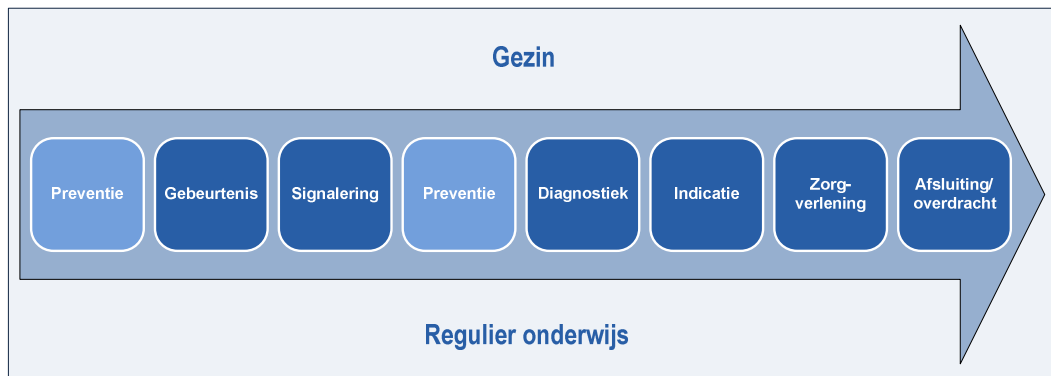 Gezin
Preventie
Gebeurtenis
Signalering
Preventie
Diagnostiek
Indicatie
Zorg-
verlening
Afsluiting/
overdracht
Regulier onderwijs